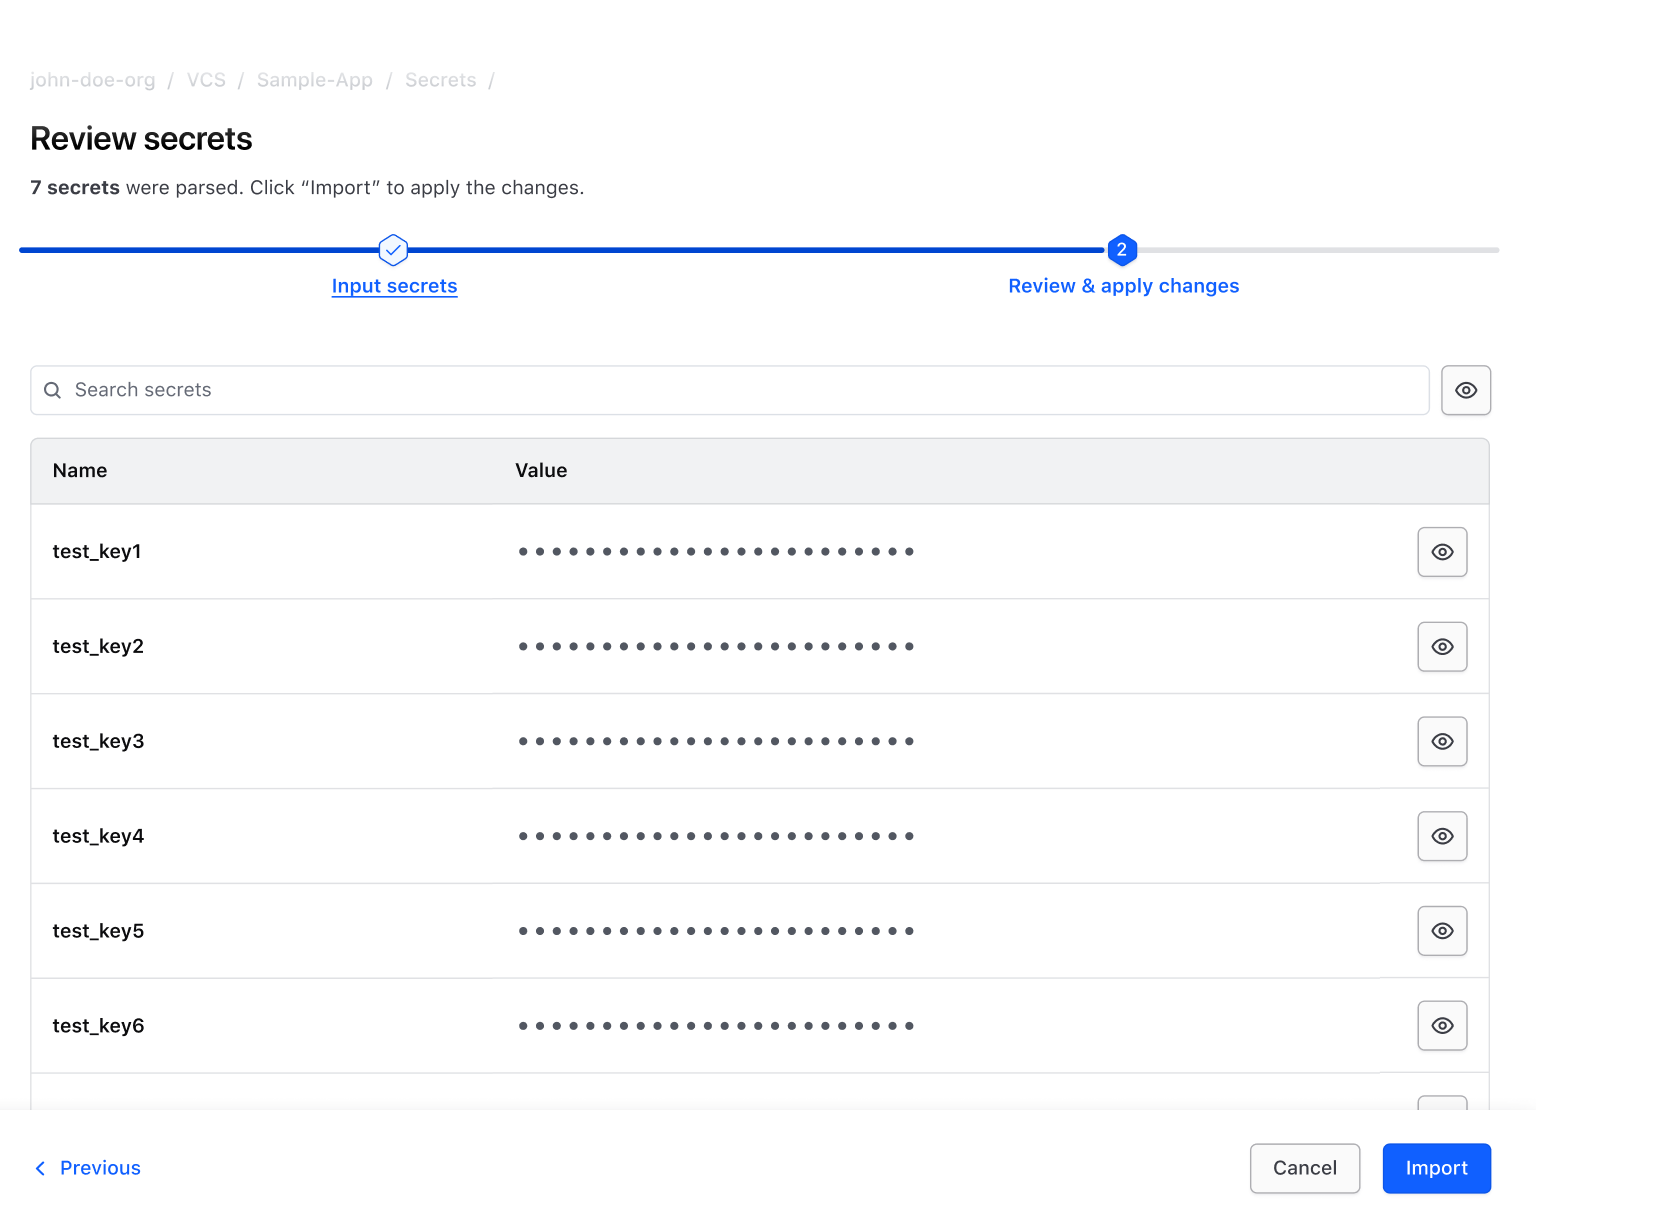 john-doe-org / VCS / Sample-App / Secrets /
Review secrets
7 secrets were parsed. Click “Import” to apply the changes.
2
Input secrets
Review & apply changes
Search secrets
Name Value
test_key1 ••••••••••••••••••••••••
test_key2 ••••••••••••••••••••••••
test_key3 ••••••••••••••••••••••••
test_key4 ••••••••••••••••••••••••
test_key5 ••••••••••••••••••••••••
test_key6 ••••••••••••••••••••••••
Previous
Cancel
Import